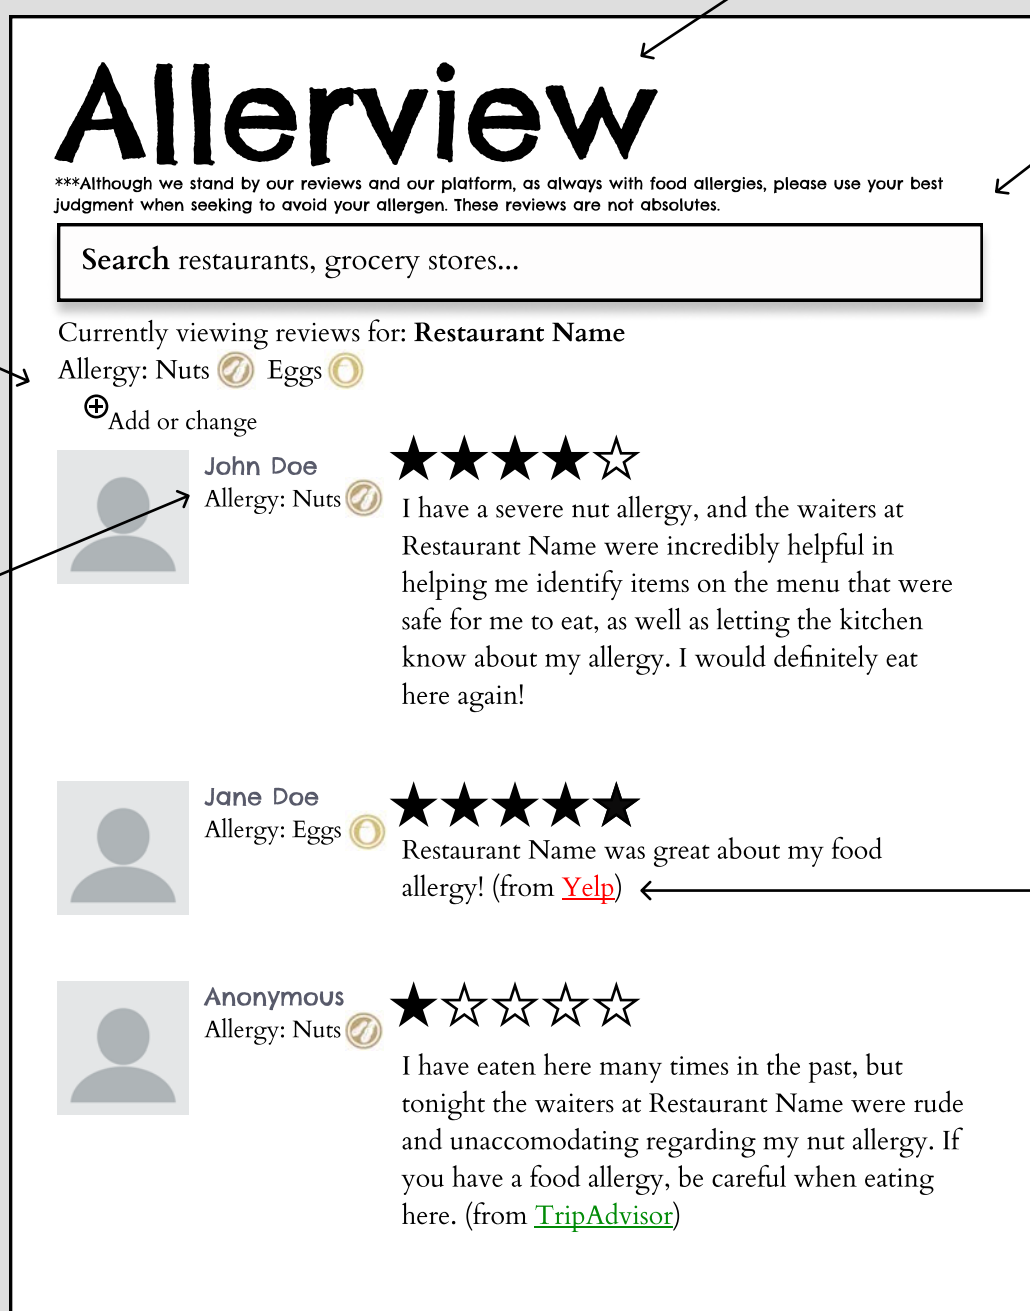 Allerview
***Although we stand by our reviews and our platform, as always with food allergies, please use your best
judgment when seeking to avoid your allergen. These reviews are not absolutes.
Search restaurants, grocery stores...
Currently viewing reviews for: Restaurant Name
Allergy: Nuts Eggs
Add or change
John Doe
Allergy: Nuts
I have a severe nut allergy, and the waiters at
Restaurant Name were incredibly helpful in
helping me identify items on the menu that were
safe for me to eat, as well as letting the kitchen
know about my allergy. I would definitely eat
here again!
Jane Doe
Allergy: Eggs
Restaurant Name was great about my food
allergy! (from Yelp)
Anonymous
Allergy: Nuts
I have eaten here many times in the past, but
tonight the waiters at Restaurant Name were rude
and unaccomodating regarding my nut allergy. If
you have a food allergy, be careful when eating
here. (from TripAdvisor)